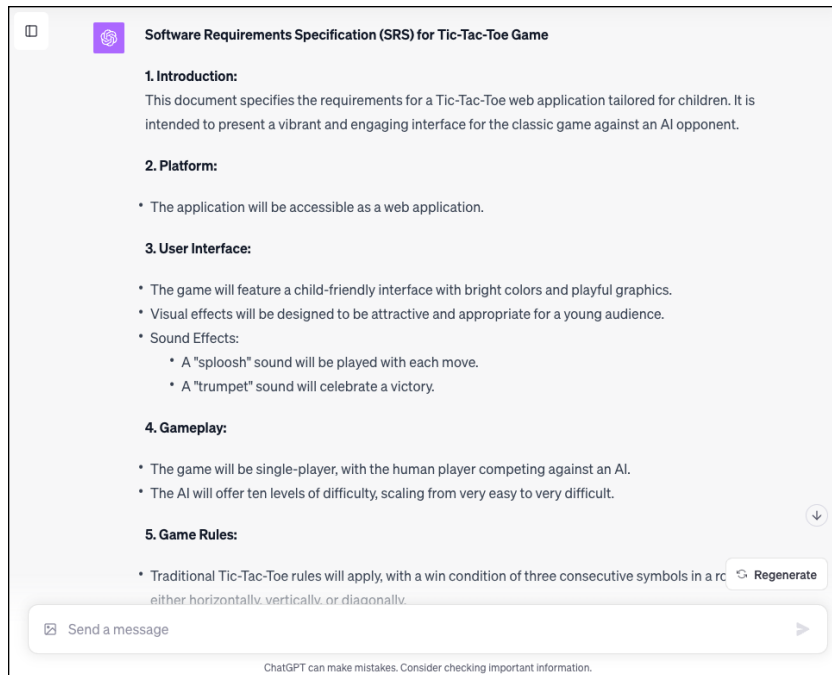 Software Requirements Specification (SRS) for Tic-Tac-Toe Game
1. Introduction:
This document specifies the requirements for a Tic-Tac-Toe web application tailored for children. It is
intended to present a vibrant and engaging interface for the classic game against an AI opponent.
2. Platform:
• The application will be accessible as a web application.
3. User Interface:
• The game will feature a child-friendly interface with bright colors and playful graphics.
• Visual effects will be designed to be attractive and appropriate for a young audience.
• Sound Effects:
• A "sploosh" sound will be played with each move.
• A "trumpet" sound will celebrate a victory.
4. Gameplay:
• The game will be single-player, with the human player competing against an AI.
• The AI will offer ten levels of difficulty, scaling from very easy to very difficult.
5. Game Rules:
• Traditional Tic-Tac-Toe rules will apply, with a win condition of three consecutive symbols in a
Regenerate
either horizontally, vertically, or diagonally.
Send a message
ChatGPT can make mistakes. Consider checking important information.